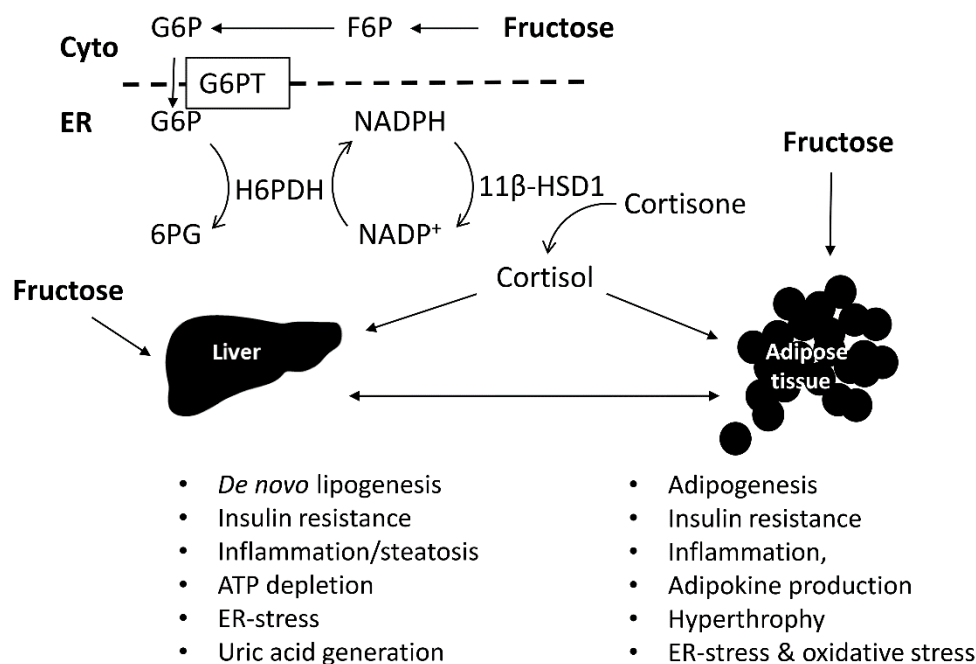 G6P F6P Fructose
Cyto
G6PT
ER G6P NADPH
Fructose
H6PDH 11β-HSD1
Cortisone
6PG NADP⁺
Cortisol
Fructose
Liver
Adipose
tissue
• De novo lipogenesis
• Insulin resistance
• Inflammation/steatosis
• ATP depletion
• ER-stress
• Uric acid generation
• Adipogenesis
• Insulin resistance
• Inflammation,
• Adipokine production
• Hyperthrophy
• ER-stress & oxidative stress